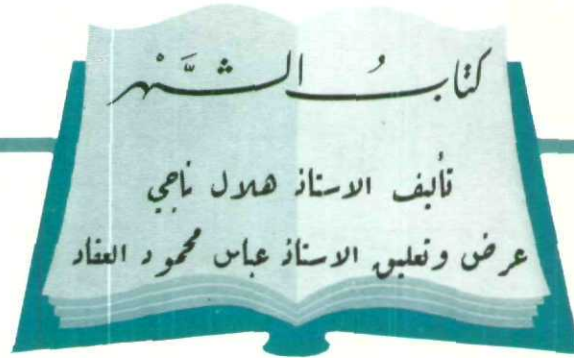 كتابُ الشَّهر
تأليف الاستاذ هلال ناجي
عرض وتعليق الاستاذ عباس محمود العقاد